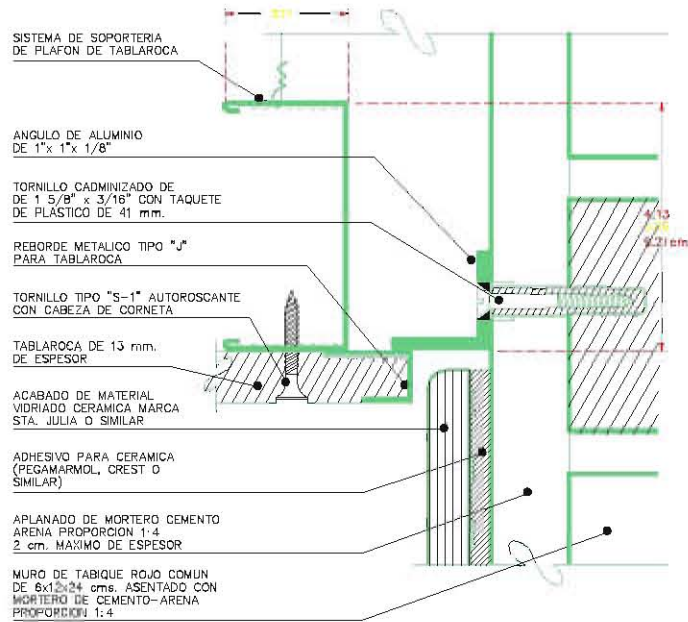 SISTEMA DE SOPORTERIA
DE PLAFON DE TABLAROCA
ANGULO DE ALUMINIO
DE 1"x 1"x 1/8"
TORNILLO CADMINIZADO DE
DE 1 5/8" x 3/16" CON TAQUETE
DE PLASTICO DE 41 mm.
REBORDE METALICO TIPO "J"
PARA TABLAROCA
TORNILLO TIPO "S-1" AUTOROSCANTE
CON CABEZA DE CORNETA
TABLAROCA DE 13 mm.
DE ESPESOR
ACABADO DE MATERIAL
VIDRIADO CERAMICA MARCA
STA. JULIA O SIMILAR
ADHESIVO PARA CERAMICA
(PEGAMARMOL, CREST O
SIMILAR)
APLANADO DE MORTERO CEMENTO
ARENA PROPORCION 1:4
2 cm. MAXIMO DE ESPESOR
MURO DE TABIQUE ROJO COMUN
DE 6x12x24 cms. ASENTADO CON
MORTERO DE CEMENTO-ARENA
PROPORCION 1:4
4.13
cm